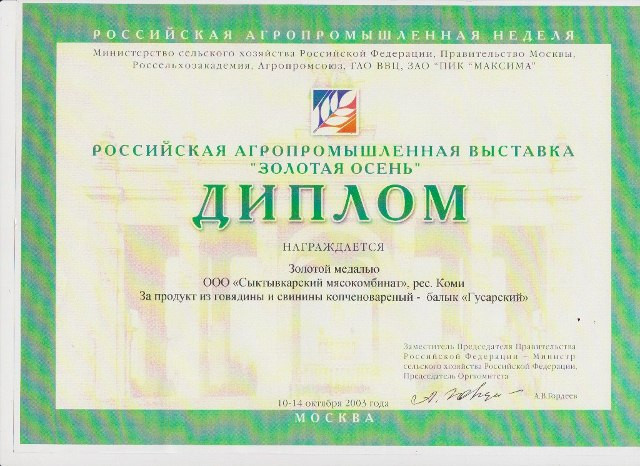 РОССИЙСКАЯ АГРОПРОМЫШЛЕННАЯ НЕДЕЛЯ
Министерство сельского хозяйства Российской Федерации, Правительство Москвы,
Россельхозакадемия, Агропромсоюз, ГАО ВВЦ, ЗАО "ПИК "МАКСИМА"
РОССИЙСКАЯ АГРОПРОМЫШЛЕННАЯ ВЫСТАВКА
"ЗОЛОТАЯ ОСЕНЬ"
ДИПЛОМ
НАГРАЖДАЕТСЯ
Золотой медалью
ООО «Сыктывкарский мясокомбинат», рес. Коми
За продукт из говядины и свинины копченовареный - балык «Гусарский»
Заместитель Председателя Правительства
Российской Федерации – Министр
сельского хозяйства Российской Федерации,
Председатель Оргкомитета
А.В.Гордеев
10-14 октября 2003 года
МОСКВА